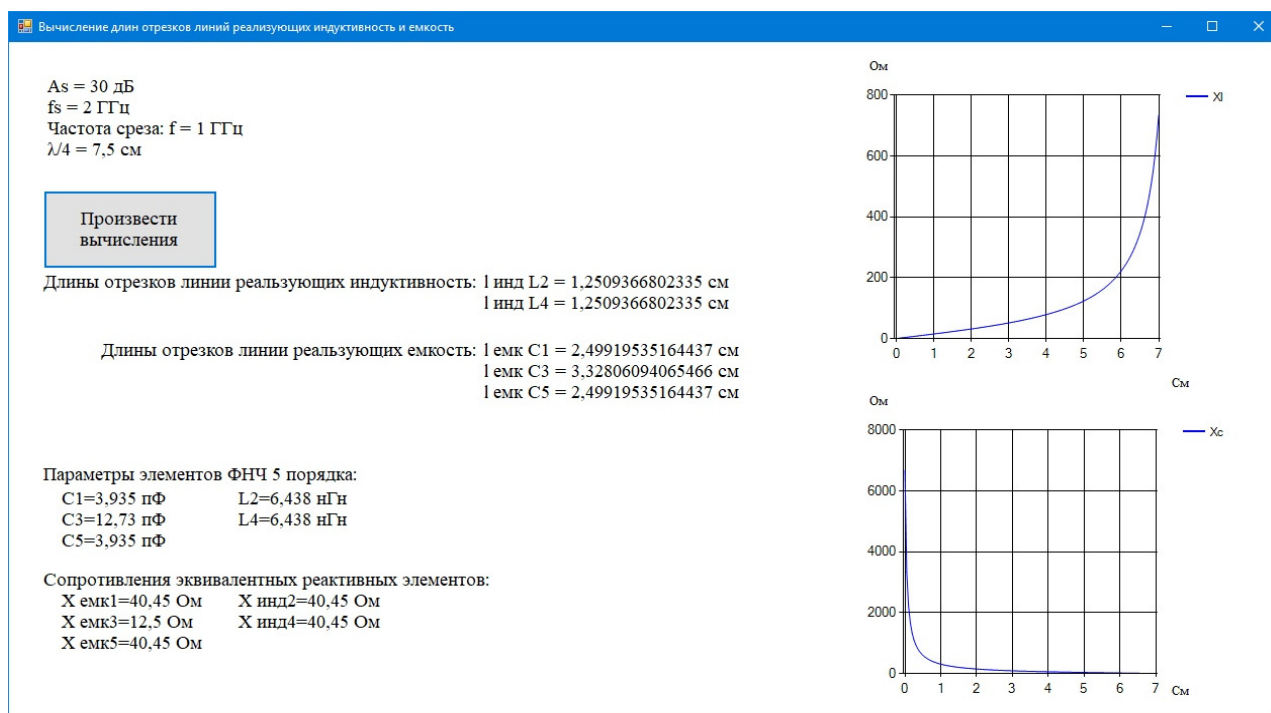 Вычисление длин отрезков линий реализующих индуктивность и емкость
As = 30 дБ
fs = 2 ГГц
Частота среза: f = 1 ГГц
λ/4 = 7,5 см
Произвести
вычисления
Длины отрезков линии реальзующих индуктивность: l инд L2 = 1,2509366802335 см
l инд L4 = 1,2509366802335 см
Длины отрезков линии реальзующих емкость: l емк C1 = 2,49919535164437 см
l емк C3 = 3,32806094065466 см
l емк C5 = 2,49919535164437 см
Параметры элементов ФНЧ 5 порядка:
C1=3,935 пФ L2=6,438 нГн
C3=12,73 пФ L4=6,438 нГн
C5=3,935 пФ
Сопротивления эквивалентных реактивных элементов:
X емк1=40,45 Ом X инд2=40,45 Ом
X емк3=12,5 Ом X инд4=40,45 Ом
X емк5=40,45 Ом
Ом
800
600
400
200
0
0 1 2 3 4 5 6 7
См
Xl
Ом
8000
6000
4000
2000
0
0 1 2 3 4 5 6 7
См
Xc